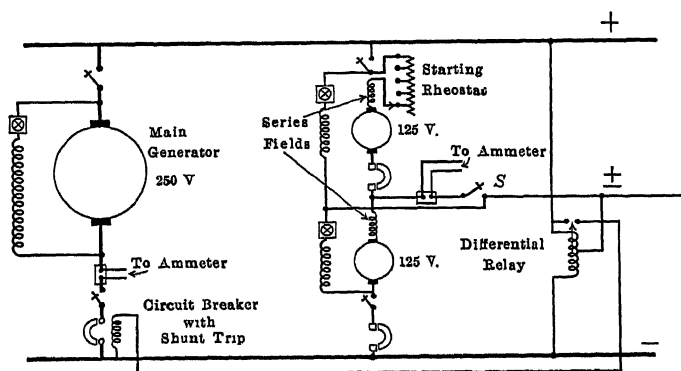 +
Starting
Rheostat
Series
Fields
125 V.
To Ammeter
Main
Generator
250 V
S
±
To Ammeter
125 V.
Differential
Relay
Circuit Breaker
with
Shunt Trip
−